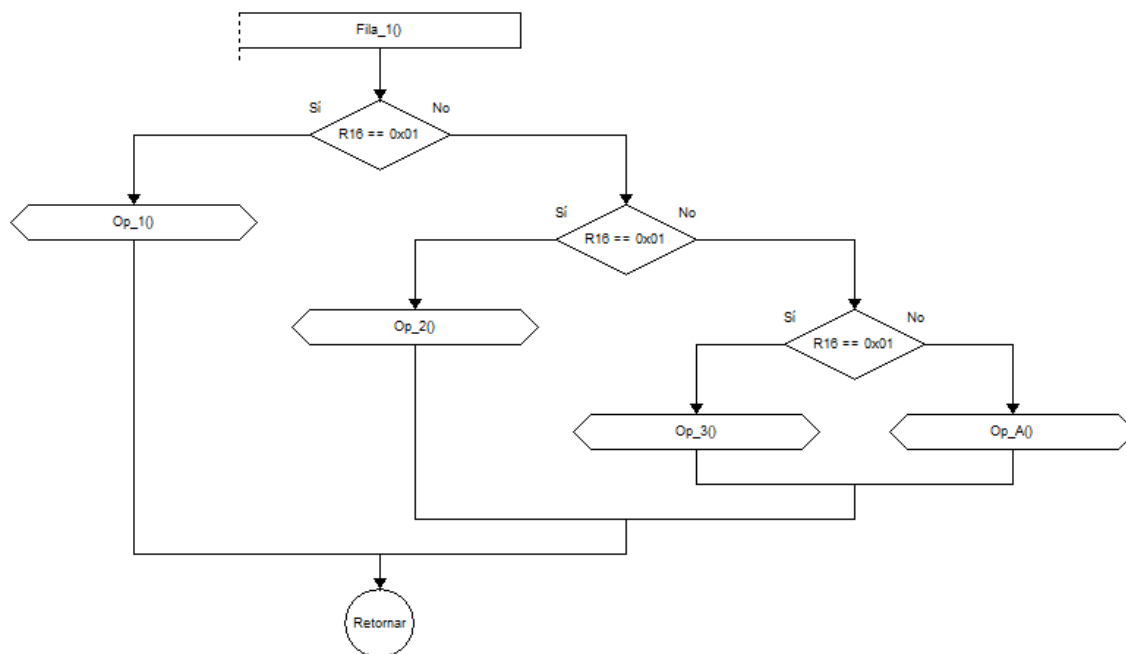 Fila_1()
Sí
No
R16 == 0x01
Op_1()
Sí
No
R16 == 0x01
Op_2()
Sí
No
R16 == 0x01
Op_3()
Op_A()
Retornar